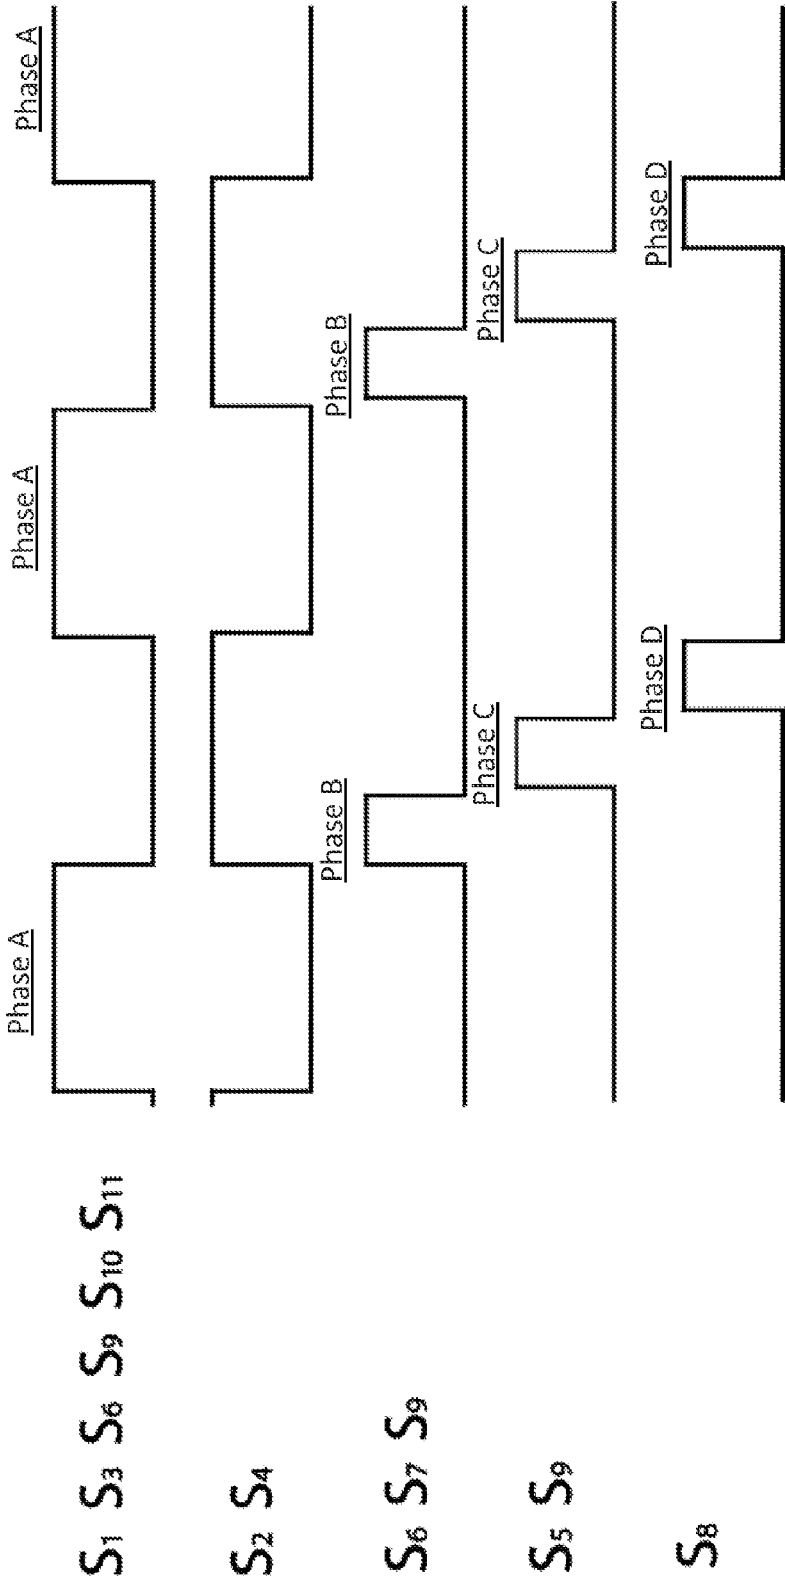 S1 S3 S6 S9 S10 S11
Phase A
Phase A
Phase A
S2 S4
S6 S7 S9
Phase B
Phase B
S5 S9
Phase C
Phase C
S8
Phase D
Phase D